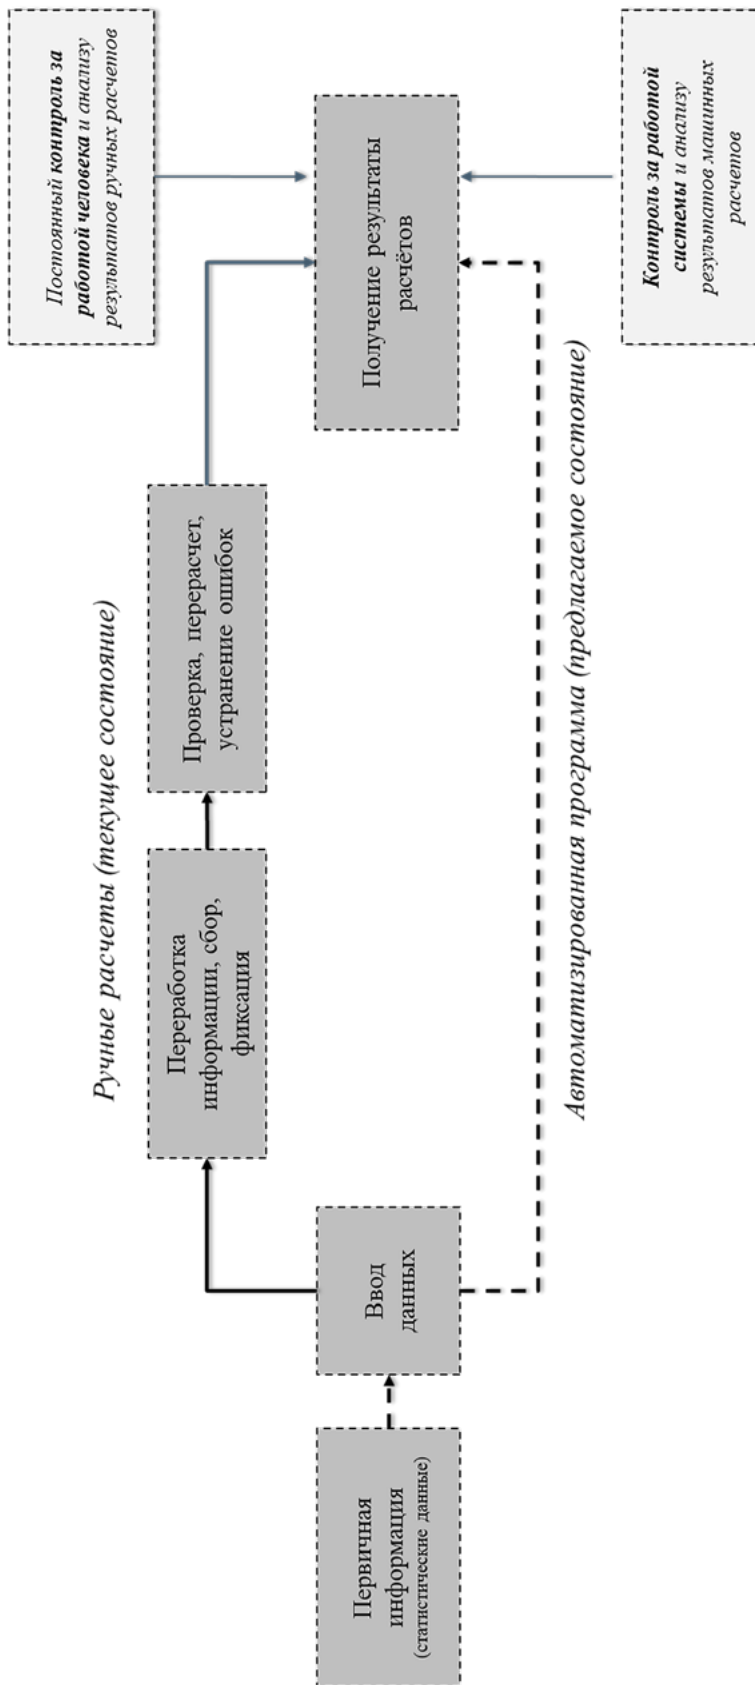 Постоянный контроль за
работой человека и анализу
результатов ручных расчетов
Ручные расчеты (текущее состояние)
Первичная
информация
(статистические данные)
Ввод
данных
Переработка
информации, сбор,
фиксация
Проверка, перерасчет,
устранение ошибок
Получение результаты
расчётов
Автоматизированная программа (предлагаемое состояние)
Контроль за работой
системы и анализу
результатов машинных
расчетов